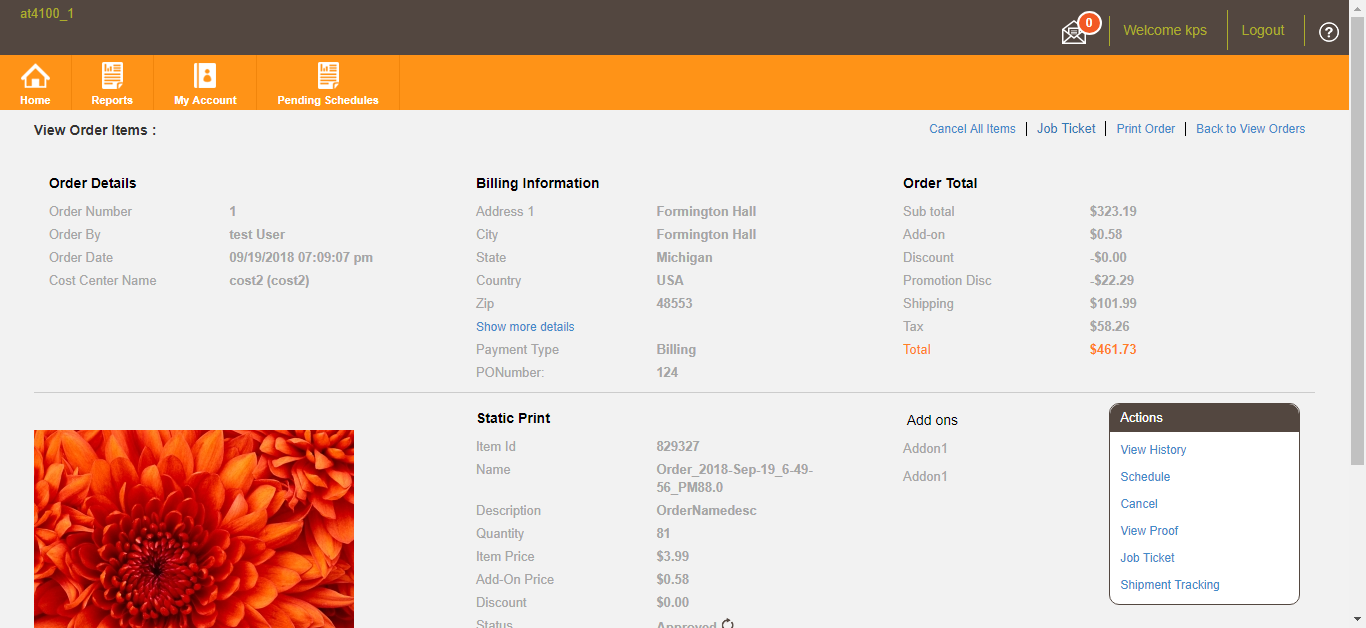 at4100_1
0
Welcome kps
Logout
?
Home
Reports
My Account
Pending Schedules
View Order Items :
Cancel All Items
Job Ticket
Print Order
Back to View Orders
Order Details
Order Number 1
Order By test User
Order Date 09/19/2018 07:09:07 pm
Cost Center Name cost2 (cost2)
Billing Information
Address 1 Formington Hall
City Formington Hall
State Michigan
Country USA
Zip 48553
Show more details
Payment Type Billing
PONumber: 124
Order Total
Sub total $323.19
Add-on $0.58
Discount -$0.00
Promotion Disc -$22.29
Shipping $101.99
Tax $58.26
Total $461.73
Static Print
Item Id 829327
Name Order_2018-Sep-19_6-49-
56_PM88.0
Description OrderNamedesc
Quantity 81
Item Price $3.99
Add-On Price $0.58
Discount $0.00
Status Approved
Add ons
Addon1
Addon1
Actions
View History
Schedule
Cancel
View Proof
Job Ticket
Shipment Tracking